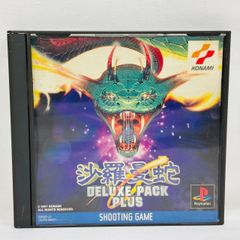 KONAMI
沙羅曼蛇
DELUXE PACK
PLUS
SHOOTING GAME
PlayStation